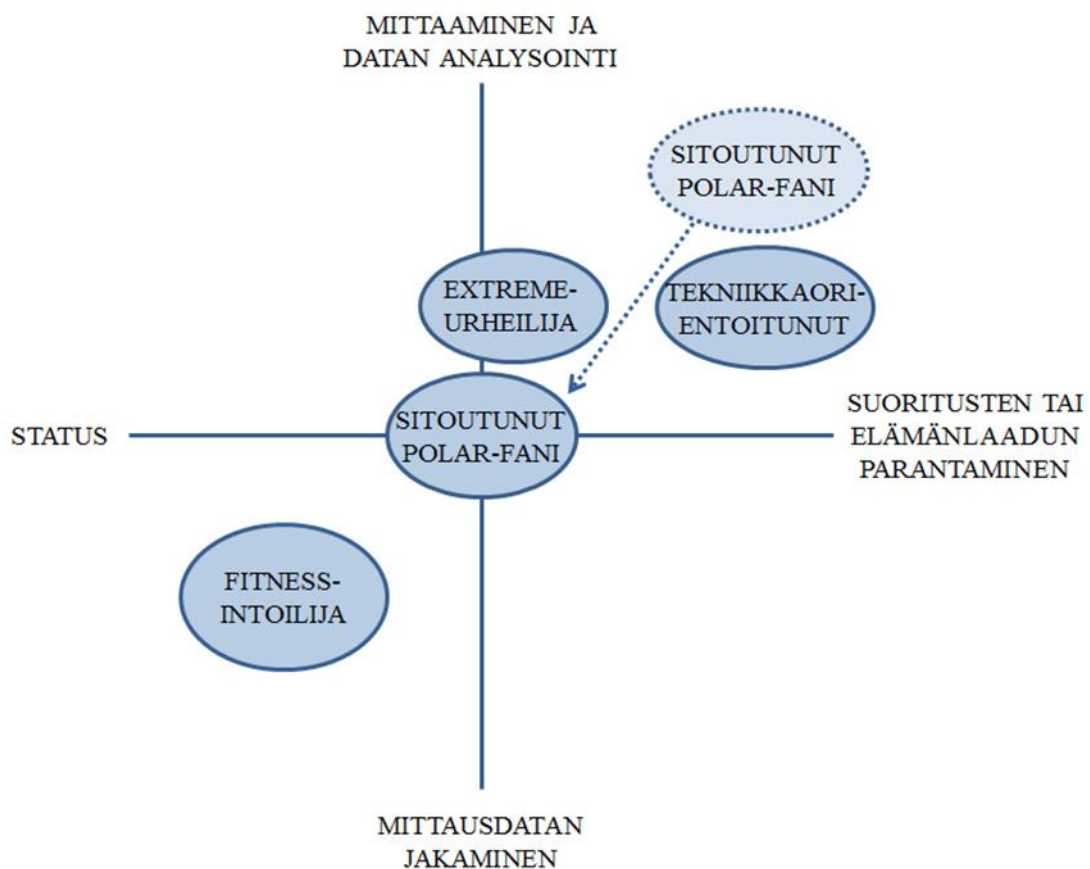 MITTAAMINEN JA
DATAN ANALYSOINTI
SITOUTUNUT
POLAR-FANI
EXTREME-
URHEILIJA
TEKNIIKKAORI-
ENTOITUNUT
STATUS
SITOUTUNUT
POLAR-FANI
SUORITUSTEN TAI
ELÄMÄNLAADUN
PARANTAMINEN
FITNESS-
INTOILIJA
MITTAUSDATAN
JAKAMINEN